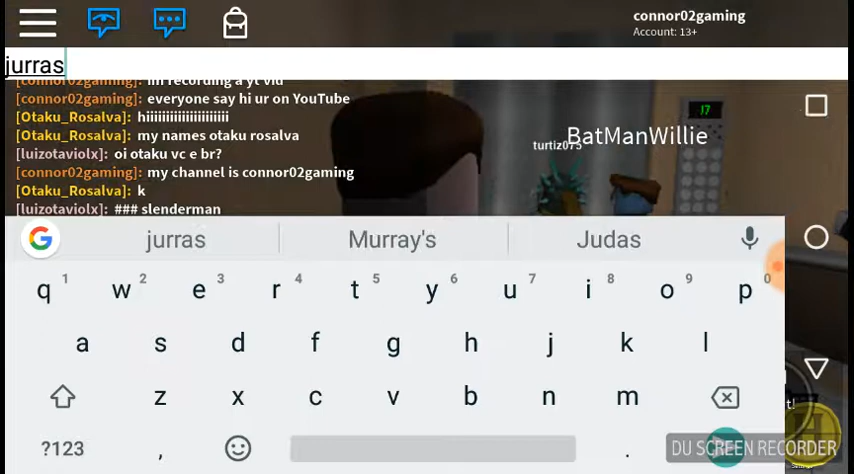 connor02gaming
Account: 13+
jurras
[connor02gaming]: im recording a yt vid
[connor02gaming]: everyone say hi ur on YouTube
[Otaku_Rosalva]: hiiiiiiiiiiiiiiiiiiiii
[Otaku_Rosalva]: my names otaku rosalva
[luizotaviolx]: oi otaku vc e br?
[connor02gaming]: my channel is connor02gaming
[Otaku_Rosalva]: k
[luizotaviolx]: ### slenderman
17
BatManWillie
turtiz075
G jurras Murray's Judas
q 1 w 2 e 3 r 4 t 5 y 6 u 7 i 8 o 9 p 0
a s d f g h j k l
z x c v b n m
t!
?123 , .
DU SCREEN RECORDER